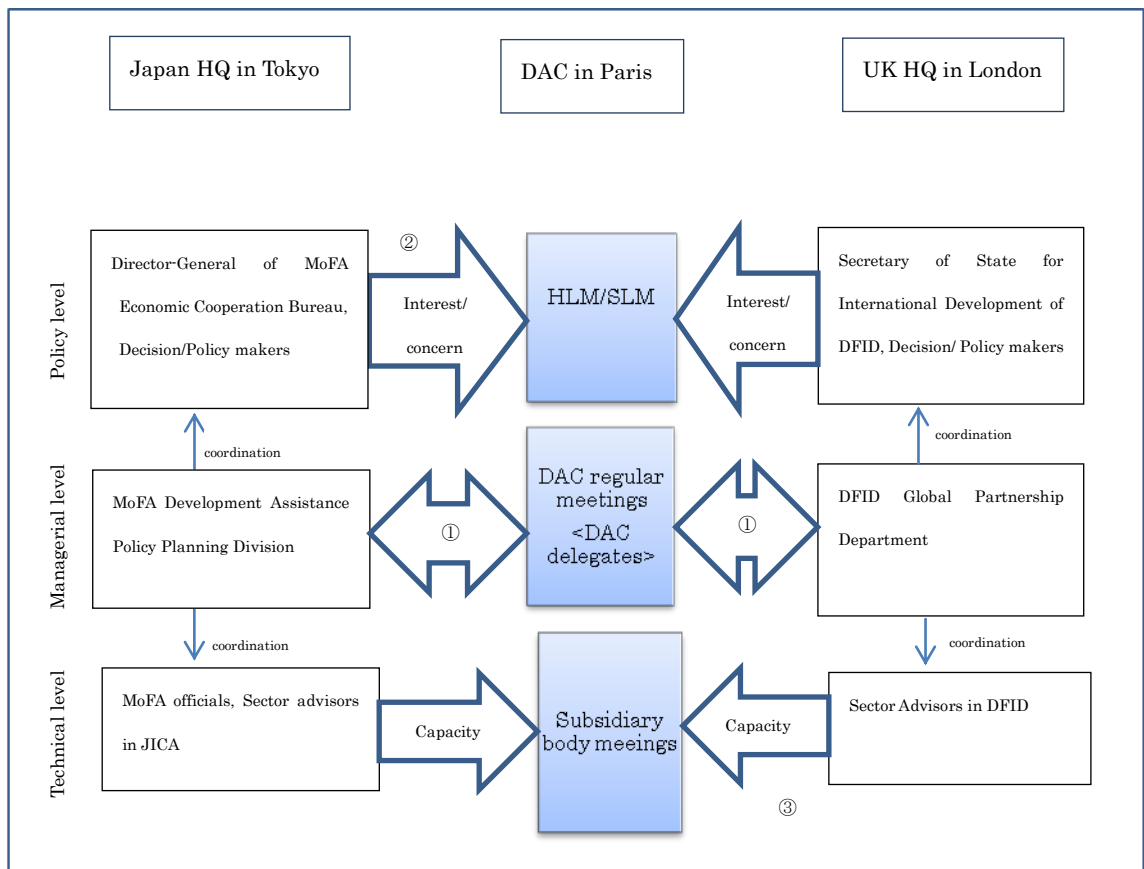 Japan HQ in Tokyo
DAC in Paris
UK HQ in London
Policy level
Director-General of MoFA
Economic Cooperation Bureau,
Decision/Policy makers
②
Interest/
concern
HLM/SLM
Interest/
concern
Secretary of State for
International Development of
DFID, Decision/ Policy makers
coordination
coordination
Managerial level
MoFA Development Assistance
Policy Planning Division
①
DAC regular
meetings
<DAC
delegates>
①
DFID Global Partnership
Department
coordination
coordination
Technical level
MoFA officials, Sector advisors
in JICA
Capacity
Subsidiary
body meeings
Capacity
③
Sector Advisors in DFID